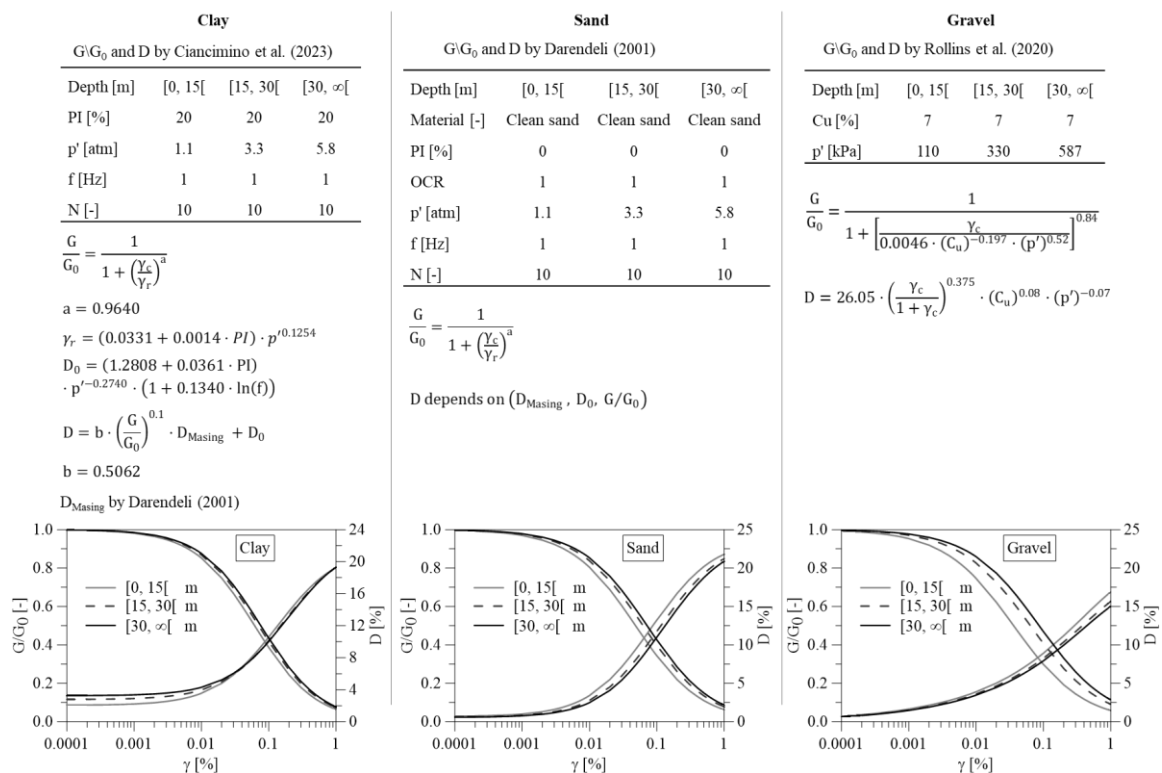 Clay
G\G₀ and D by Ciancimino et al. (2023)
Depth [m] [0, 15[ [15, 30[ [30, ∞[
PI [%] 20 20 20
p' [atm] 1.1 3.3 5.8
f [Hz] 1 1 1
N [-] 10 10 10
G/G₀ = 1/(1 + (γc/γr)^a)
a = 0.9640
γr = (0.0331 + 0.0014 · PI) · p'^0.1254
D₀ = (1.2808 + 0.0361 · PI)
· p'^−0.2740 · (1 + 0.1340 · ln(f))
D = b · (G/G₀)^0.1 · D_Masing + D₀
b = 0.5062
D_Masing by Darendeli (2001)
Sand
G\G₀ and D by Darendeli (2001)
Depth [m] [0, 15[ [15, 30[ [30, ∞[
Material [-] Clean sand Clean sand Clean sand
PI [%] 0 0 0
OCR 1 1 1
p' [atm] 1.1 3.3 5.8
f [Hz] 1 1 1
N [-] 10 10 10
G/G₀ = 1/(1 + (γc/γr)^a)
D depends on (D_Masing , D₀, G/G₀)
Gravel
G\G₀ and D by Rollins et al. (2020)
Depth [m] [0, 15[ [15, 30[ [30, ∞[
Cu [%] 7 7 7
p' [kPa] 110 330 587
G/G₀ = 1/(1 + [γc/(0.0046 · (Cu)^−0.197 · (p')^0.52)]^0.84)
D = 26.05 · (γc/(1 + γc))^0.375 · (Cu)^0.08 · (p')^−0.07
Clay
[0, 15[ m
[15, 30[ m
[30, ∞[ m
G/G₀ [-]
1.0
0.8
0.6
0.4
0.2
0.0
D [%]
24
20
16
12
8
4
0
0.0001 0.001 0.01 0.1 1
γ [%]
Sand
[0, 15[ m
[15, 30[ m
[30, ∞[ m
G/G₀ [-]
1.0
0.8
0.6
0.4
0.2
0.0
D [%]
25
20
15
10
5
0
0.0001 0.001 0.01 0.1 1
γ [%]
Gravel
[0, 15[ m
[15, 30[ m
[30, ∞[ m
G/G₀ [-]
1.0
0.8
0.6
0.4
0.2
0.0
D [%]
25
20
15
10
5
0
0.0001 0.001 0.01 0.1 1
γ [%]